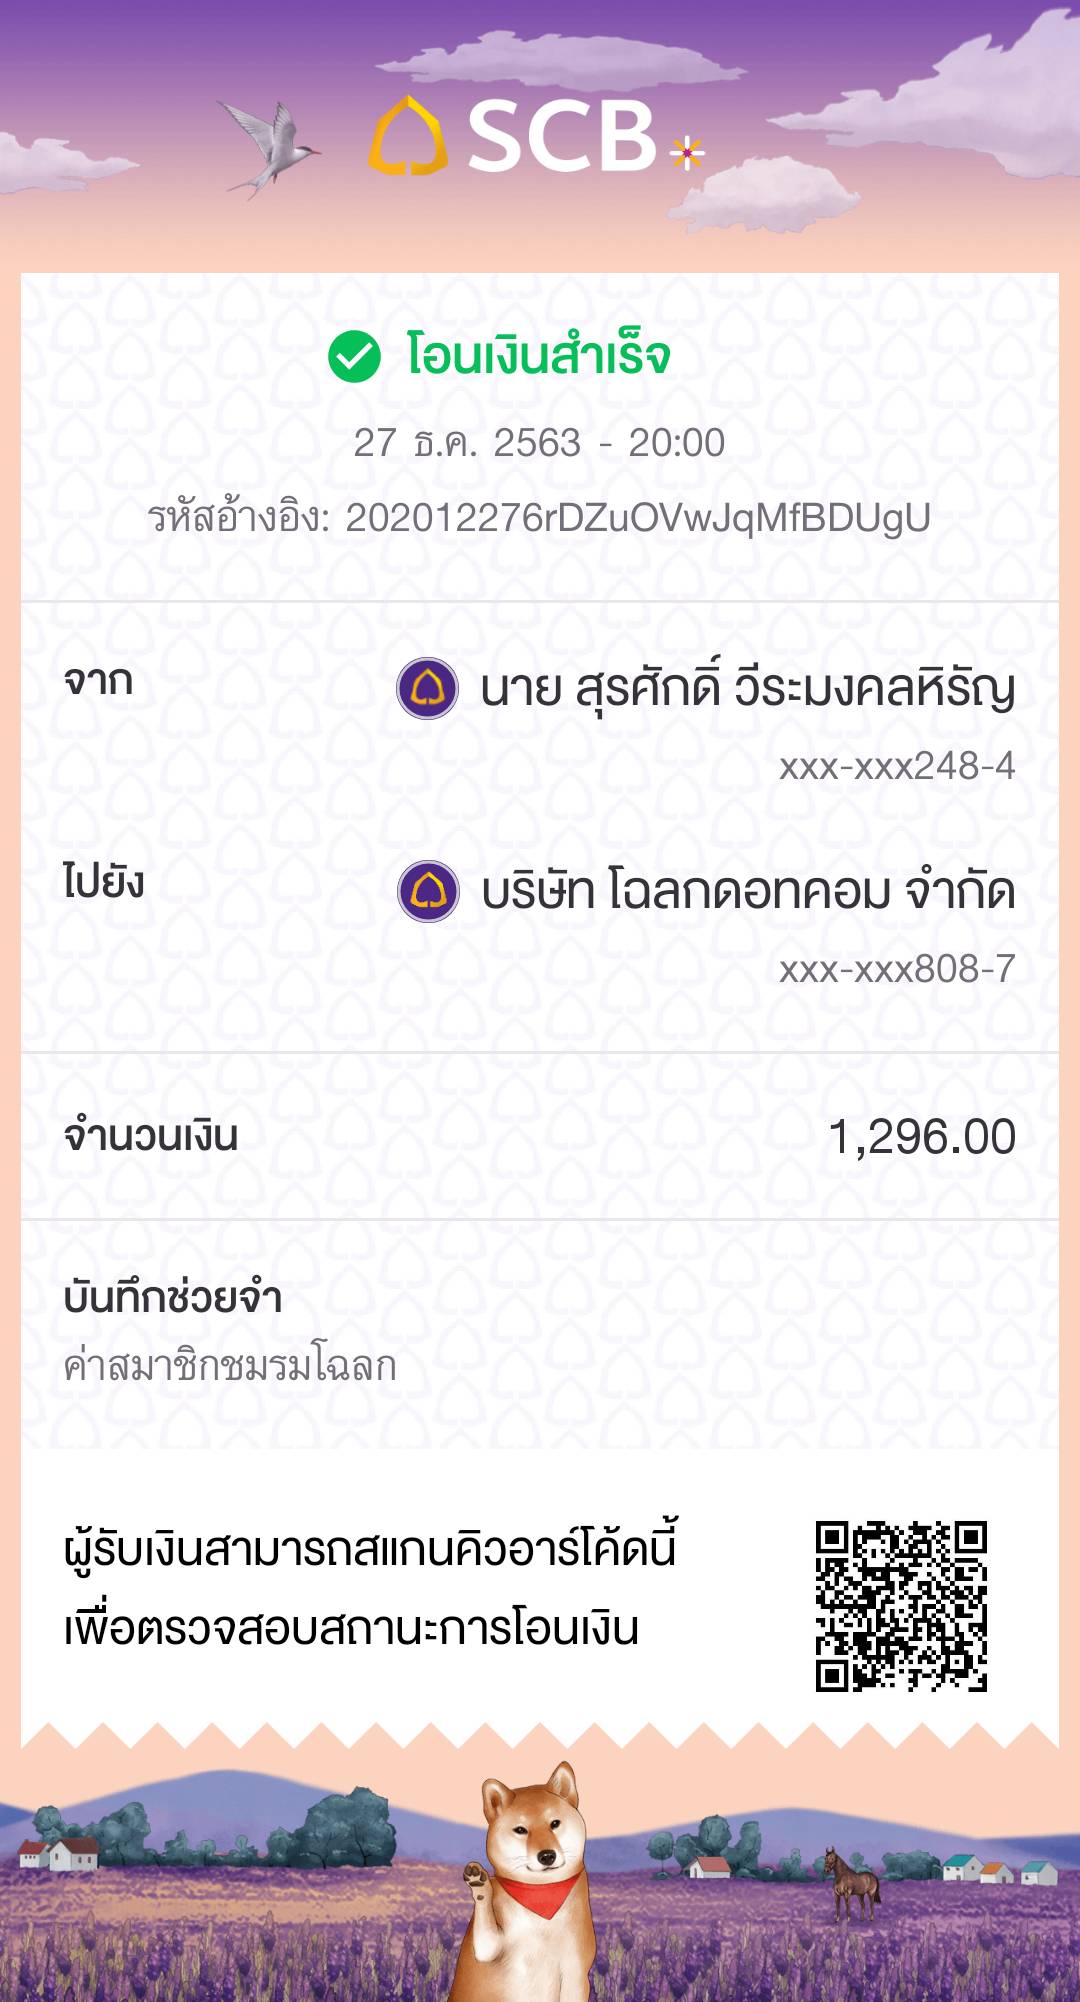 SCB
โอนเงินสำเร็จ
27 ธ.ค. 2563 - 20:00
รหัสอ้างอิง: 202012276rDZuOVwJqMfBDUgU
จาก
นาย สุรศักดิ์ วีระมงคลหิรัญ
xxx-xxx248-4
ไปยัง
บริษัท โฉลกดอทคอม จำกัด
xxx-xxx808-7
จำนวนเงิน
1,296.00
บันทึกช่วยจำ
ค่าสมาชิกชมรมโฉลก
ผู้รับเงินสามารถสแกนคิวอาร์โค้ดนี้
เพื่อตรวจสอบสถานะการโอนเงิน